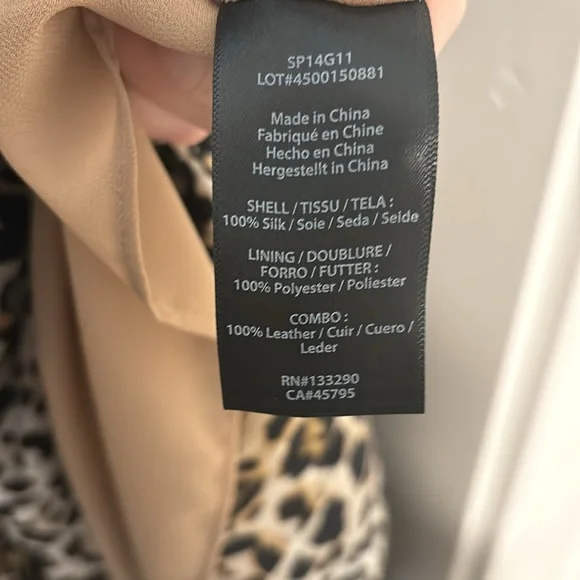 SP14G11
LOT#4500150881
Made in China
Fabriqué en Chine
Hecho en China
Hergestellt in China
SHELL / TISSU / TELA :
100% Silk / Soie / Seda / Seide
LINING / DOUBLURE /
FORRO / FUTTER :
100% Polyester / Poliester
COMBO :
100% Leather / Cuir / Cuero /
Leder
RN#133290
CA#45795